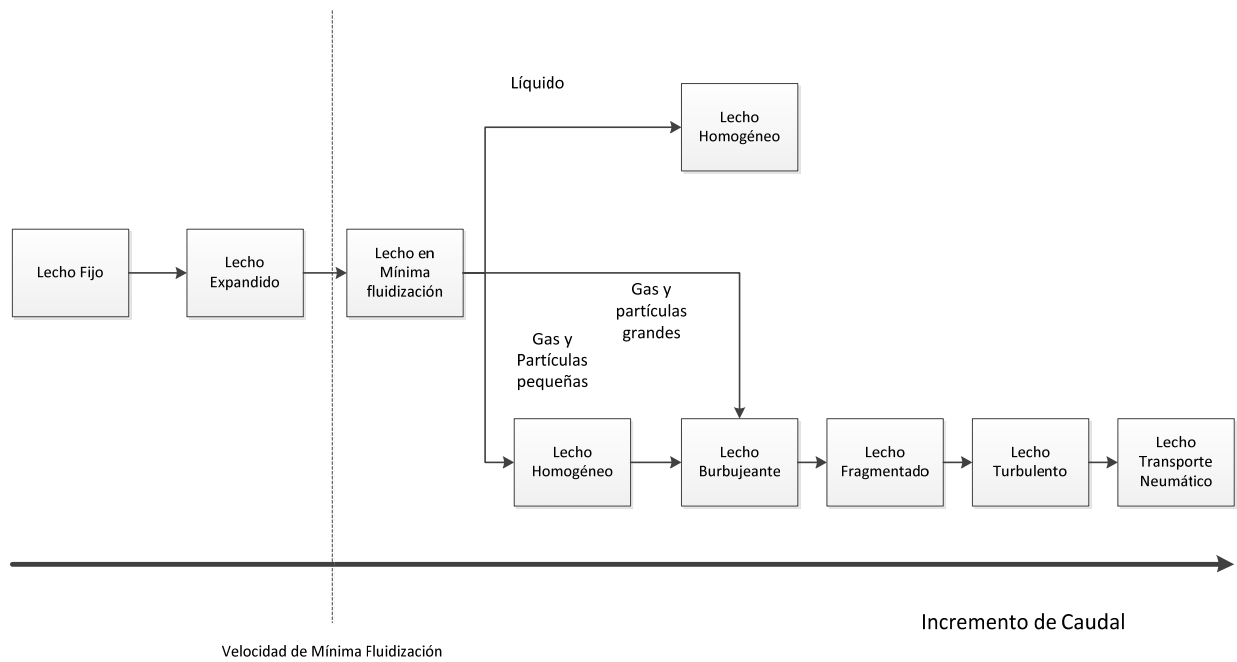 Líquido
Lecho
Homogéneo
Lecho Fijo
Lecho
Expandido
Lecho en
Mínima
fluidización
Gas y
partículas
grandes
Gas y
Partículas
pequeñas
Lecho
Homogéneo
Lecho
Burbujeante
Lecho
Fragmentado
Lecho
Turbulento
Lecho
Transporte
Neumático
Incremento de Caudal
Velocidad de Mínima Fluidización